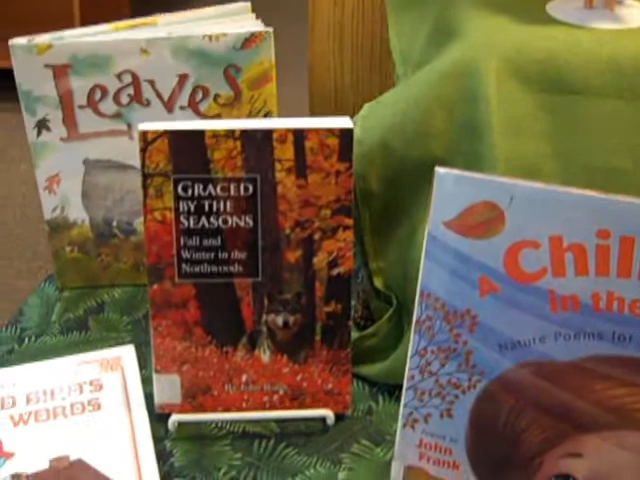 Leaves
GRACED
BY THE
SEASONS
Fall and
Winter in the
Northwoods
A Chil
in the
Nature Poems for
John
Frank
WORDS